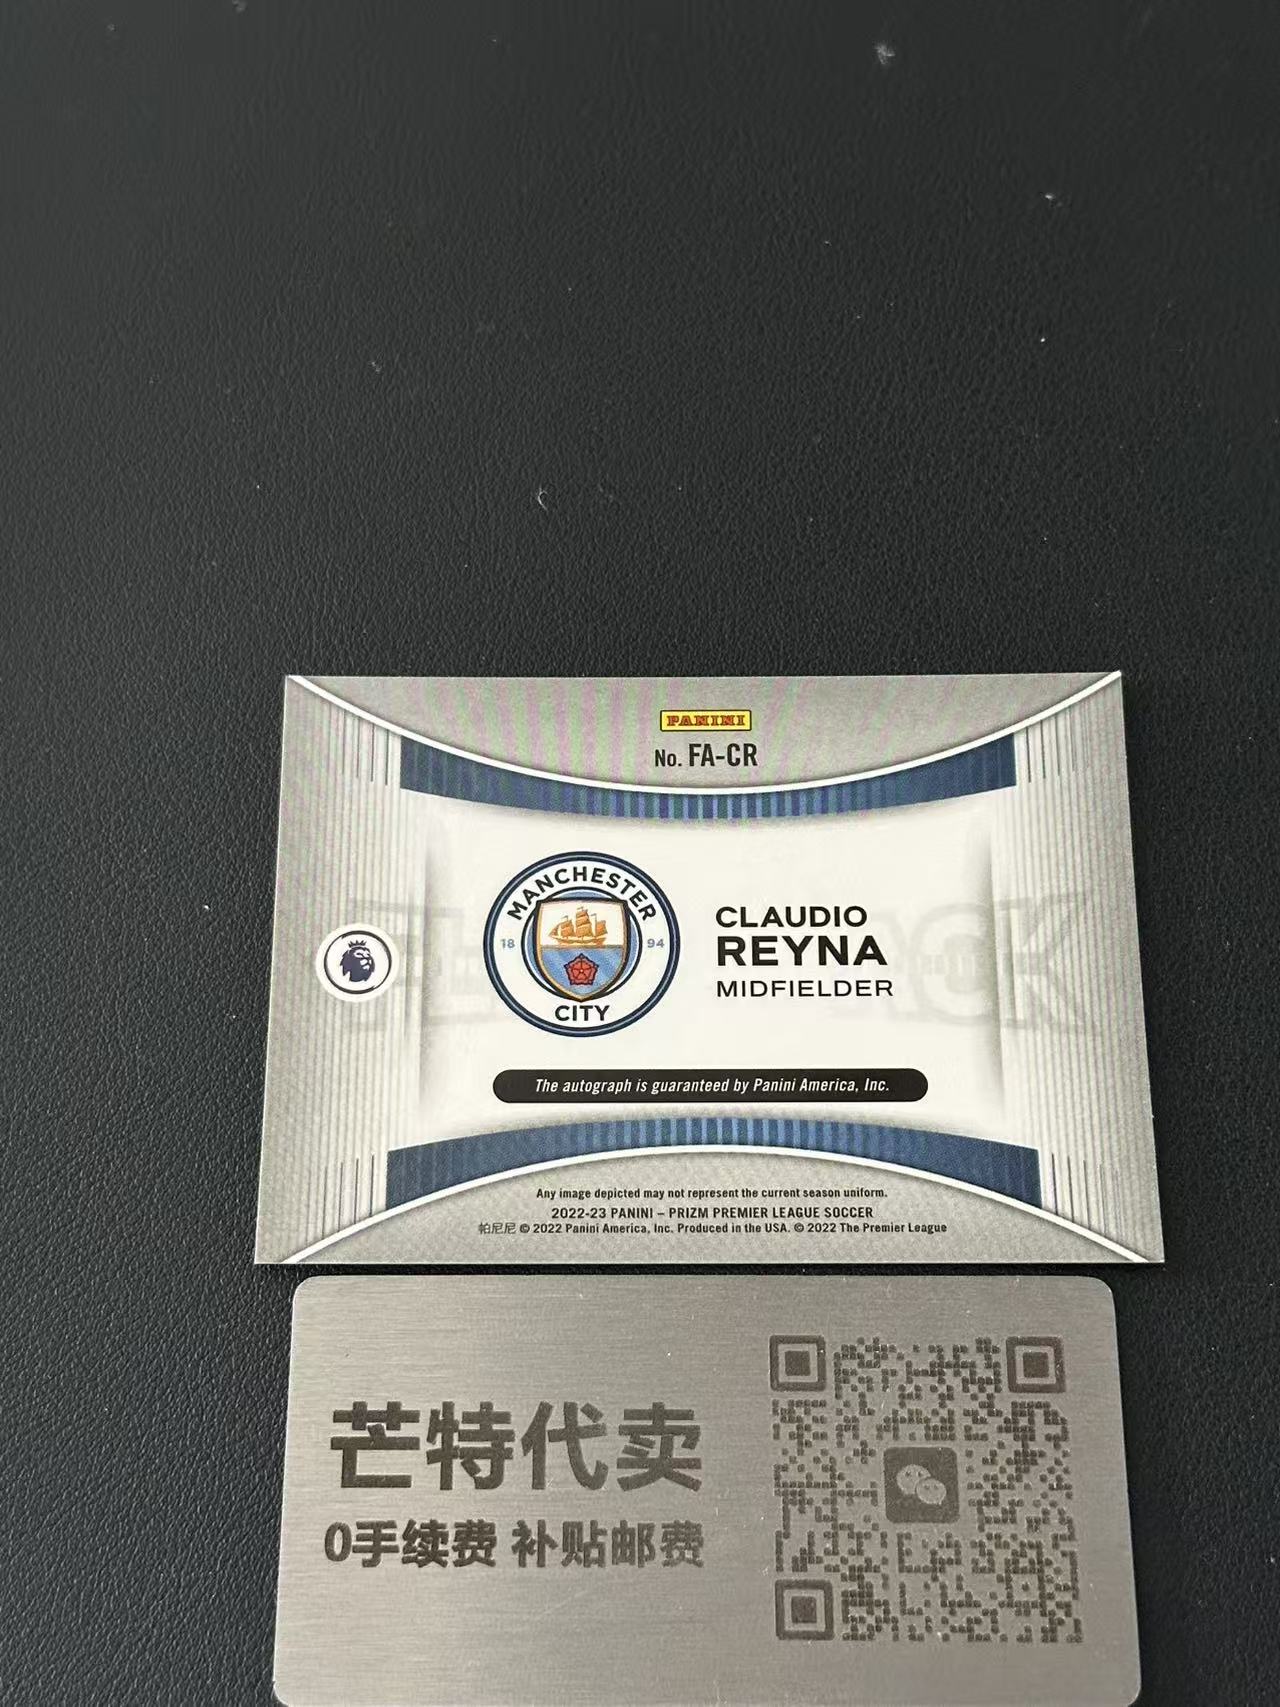 PANINI
No. FA-CR
MANCHESTER
18 94
CITY
CLAUDIO
REYNA
MIDFIELDER
The autograph is guaranteed by Panini America, Inc.
Any image depicted may not represent the current season uniform.
2022-23 PANINI – PRIZM PREMIER LEAGUE SOCCER
帕尼尼 © 2022 Panini America, Inc. Produced in the USA. © 2022 The Premier League
芒特代卖
0手续费 补贴邮费